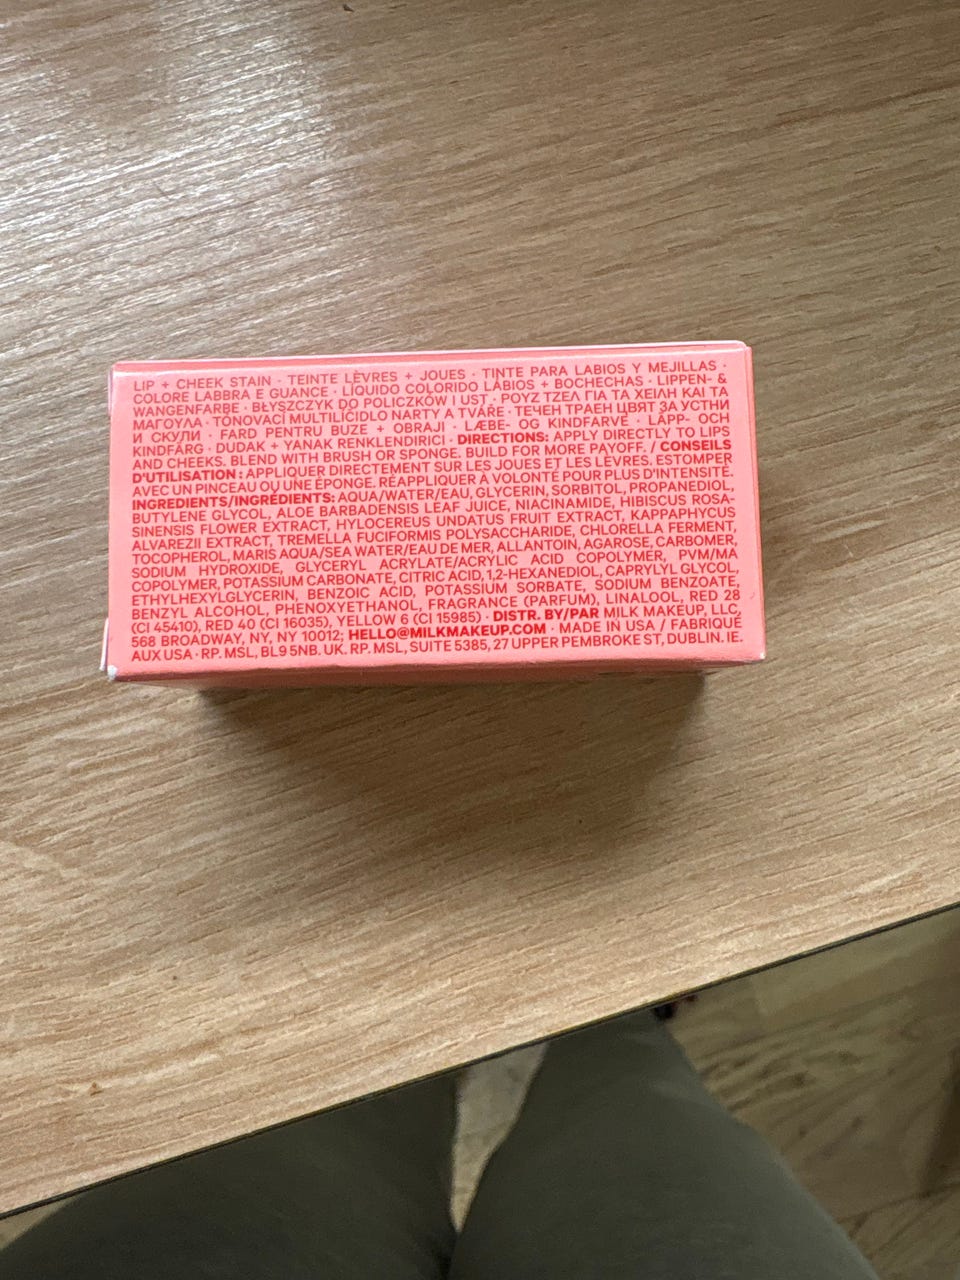 LIP + CHEEK STAIN · TEINTE LÈVRES + JOUES · TINTE PARA LABIOS Y MEJILLAS ·
COLORE LABBRA E GUANCE · LÍQUIDO COLORIDO LÁBIOS + BOCHECHAS · LIPPEN- &
WANGENFARBE · BŁYSZCZYK DO POLICZKÓW I UST · ΡΟΥΖ ΤΖΕΛ ΓΙΑ ΤΑ ΧΕΙΛΗ ΚΑΙ ΤΑ
ΜΑΓΟΥΛΑ · TÓNOVACÍ MULTILÍČIDLO NA RTY A TVÁŘE · ТЕЧЕН ТРАЕН ЦВЯТ ЗА УСТНИ
И СКУЛИ · FARD PENTRU BUZE + OBRAJI · LÆBE- OG KINDFARVE · LÄPP- OCH
KINDFÄRG · DUDAK + YANAK RENKLENDIRICI · DIRECTIONS: APPLY DIRECTLY TO LIPS
AND CHEEKS. BLEND WITH BRUSH OR SPONGE. BUILD FOR MORE PAYOFF. / CONSEILS
D'UTILISATION : APPLIQUER DIRECTEMENT SUR LES JOUES ET LES LÈVRES. ESTOMPER
AVEC UN PINCEAU OU UNE ÉPONGE. RÉAPPLIQUER À VOLONTÉ POUR PLUS D'INTENSITÉ.
INGREDIENTS/INGRÉDIENTS: AQUA/WATER/EAU, GLYCERIN, SORBITOL, PROPANEDIOL,
BUTYLENE GLYCOL, ALOE BARBADENSIS LEAF JUICE, NIACINAMIDE, HIBISCUS ROSA-
SINENSIS FLOWER EXTRACT, HYLOCEREUS UNDATUS FRUIT EXTRACT, KAPPAPHYCUS
ALVAREZII EXTRACT, TREMELLA FUCIFORMIS POLYSACCHARIDE, CHLORELLA FERMENT,
TOCOPHEROL, MARIS AQUA/SEA WATER/EAU DE MER, ALLANTOIN, AGAROSE, CARBOMER,
SODIUM HYDROXIDE, GLYCERYL ACRYLATE/ACRYLIC ACID COPOLYMER, PVM/MA
COPOLYMER, POTASSIUM CARBONATE, CITRIC ACID, 1,2-HEXANEDIOL, CAPRYLYL GLYCOL,
ETHYLHEXYLGLYCERIN, BENZOIC ACID, POTASSIUM SORBATE, SODIUM BENZOATE,
BENZYL ALCOHOL, PHENOXYETHANOL, FRAGRANCE (PARFUM), LINALOOL, RED 28
(CI 45410), RED 40 (CI 16035), YELLOW 6 (CI 15985) · DISTR. BY/PAR MILK MAKEUP, LLC,
568 BROADWAY, NY, NY 10012; HELLO@MILKMAKEUP.COM · MADE IN USA / FABRIQUÉ
AUX USA · RP. MSL, BL9 5NB. UK. RP. MSL, SUITE 5385, 27 UPPER PEMBROKE ST, DUBLIN. IE.